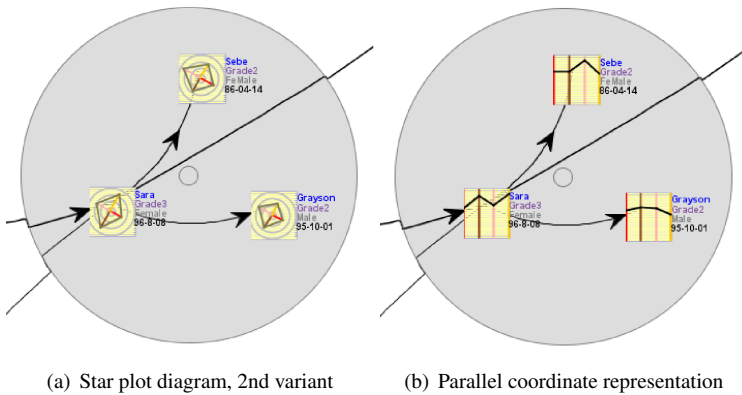 Sebe
Grade2
FeMale
86-04-14
Sara
Grade3
Female
96-8-08
Grayson
Grade2
Male
95-10-01
Sebe
Grade2
FeMale
86-04-14
Sara
Grade3
Female
96-8-08
Grayson
Grade2
Male
95-10-01
(a) Star plot diagram, 2nd variant
(b) Parallel coordinate representation